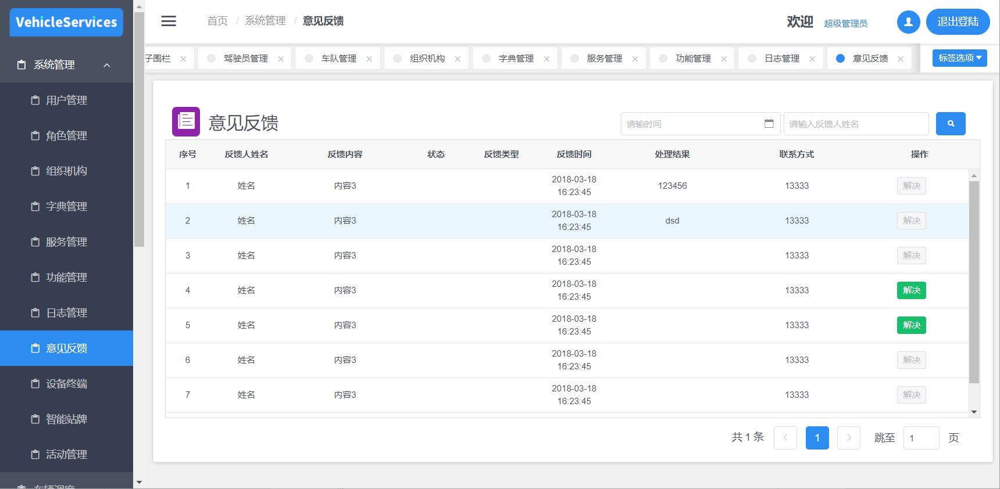 VehicleServices
首页 / 系统管理 / 意见反馈
欢迎 超级管理员 退出登陆
子围栏 驾驶员管理 车队管理 组织机构 字典管理 服务管理 功能管理 日志管理 意见反馈 标签选项
系统管理
用户管理
角色管理
组织机构
字典管理
服务管理
功能管理
日志管理
意见反馈
设备终端
智能站牌
活动管理
车辆调度
意见反馈
请输时间 请输入反馈人姓名
序号 反馈人姓名 反馈内容 状态 反馈类型 反馈时间 处理结果 联系方式 操作
1 姓名 内容3 2018-03-18 16:23:45 123456 13333 解决
2 姓名 内容3 2018-03-18 16:23:45 dsd 13333 解决
3 姓名 内容3 2018-03-18 16:23:45 13333 解决
4 姓名 内容3 2018-03-18 16:23:45 13333 解决
5 姓名 内容3 2018-03-18 16:23:45 13333 解决
6 姓名 内容3 2018-03-18 16:23:45 13333 解决
7 姓名 内容3 2018-03-18 16:23:45 13333 解决
共 1 条 1 跳至 1 页